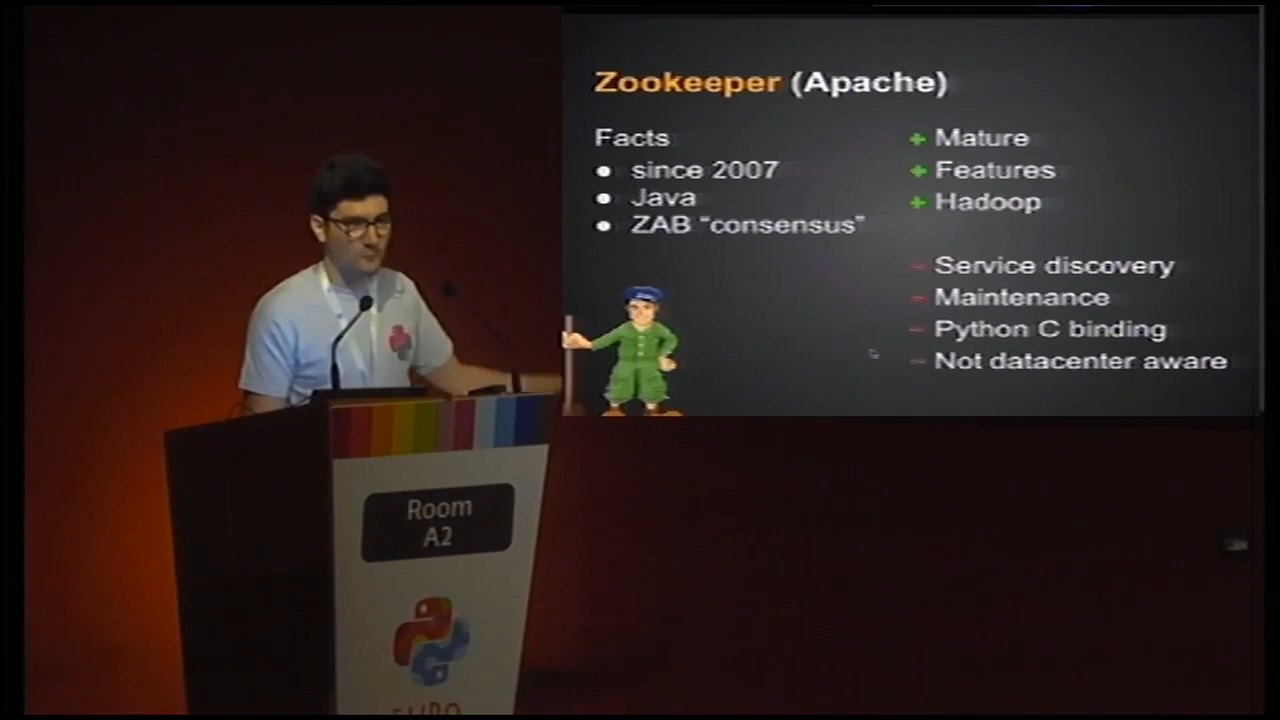 Zookeeper (Apache)
Facts
● since 2007
● Java
● ZAB “consensus”
+ Mature
+ Features
+ Hadoop
- Service discovery
- Maintenance
- Python C binding
- Not datacenter aware
Room
A2
EURO